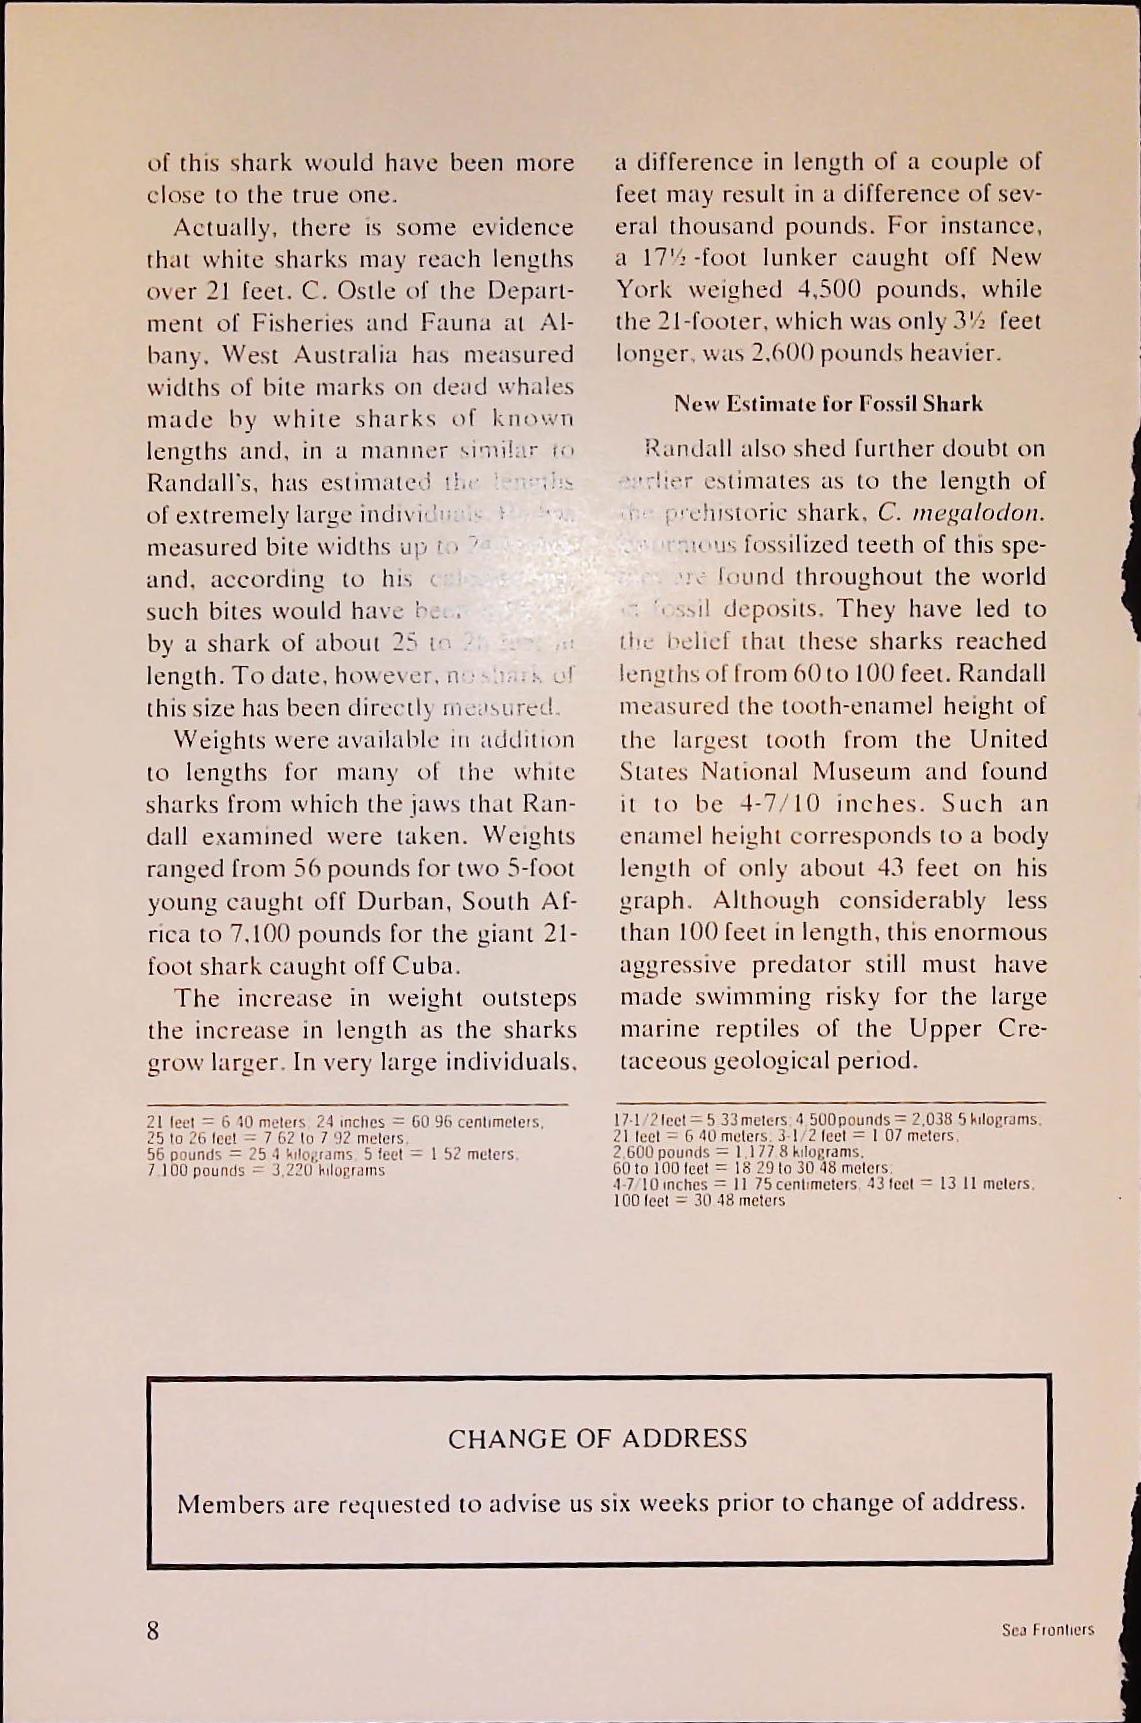 of this shark would have been more
close to the true one.
Actually, there is some evidence
that white sharks may reach lengths
over 21 feet. C. Ostle of the Depart-
ment of Fisheries and Fauna at Al-
bany, West Australia has measured
widths of bite marks on dead whales
made by white sharks of known
lengths and, in a manner similar to
Randall's, has estimated the lengths
of extremely large individuals.
measured bite widths up to 24
and, according to his
such bites would have been
by a shark of about 25 to 26 feet in
length. To date, however, no shark of
this size has been directly measured.
Weights were available in addition
to lengths for many of the white
sharks from which the jaws that Ran-
dall examined were taken. Weights
ranged from 56 pounds for two 5-foot
young caught off Durban, South Af-
rica to 7,100 pounds for the giant 21-
foot shark caught off Cuba.
The increase in weight outsteps
the increase in length as the sharks
grow larger. In very large individuals,
21 feet = 6.40 meters; 24 inches = 60.96 centimeters,
25 to 26 feet = 7.62 to 7.92 meters,
56 pounds = 25.4 kilograms; 5 feet = 1.52 meters,
7,100 pounds = 3,220 kilograms
a difference in length of a couple of
feet may result in a difference of sev-
eral thousand pounds. For instance,
a 17½-foot lunker caught off New
York weighed 4,500 pounds, while
the 21-footer, which was only 3½ feet
longer, was 2,600 pounds heavier.
New Estimate for Fossil Shark
Randall also shed further doubt on
earlier estimates as to the length of
the prehistoric shark, C. megalodon.
Enormous fossilized teeth of this spe-
cies are found throughout the world
in fossil deposits. They have led to
the belief that these sharks reached
lengths of from 60 to 100 feet. Randall
measured the tooth-enamel height of
the largest tooth from the United
States National Museum and found
it to be 4-7/10 inches. Such an
enamel height corresponds to a body
length of only about 43 feet on his
graph. Although considerably less
than 100 feet in length, this enormous
aggressive predator still must have
made swimming risky for the large
marine reptiles of the Upper Cre-
taceous geological period.
17-1/2 feet = 5.33 meters; 4,500 pounds = 2,038.5 kilograms,
21 feet = 6.40 meters; 3-1/2 feet = 1.07 meters,
2,600 pounds = 1,177.8 kilograms,
60 to 100 feet = 18.29 to 30.48 meters;
4-7/10 inches = 11.75 centimeters; 43 feet = 13.11 meters,
100 feet = 30.48 meters
CHANGE OF ADDRESS
Members are requested to advise us six weeks prior to change of address.
8
Sea Frontiers